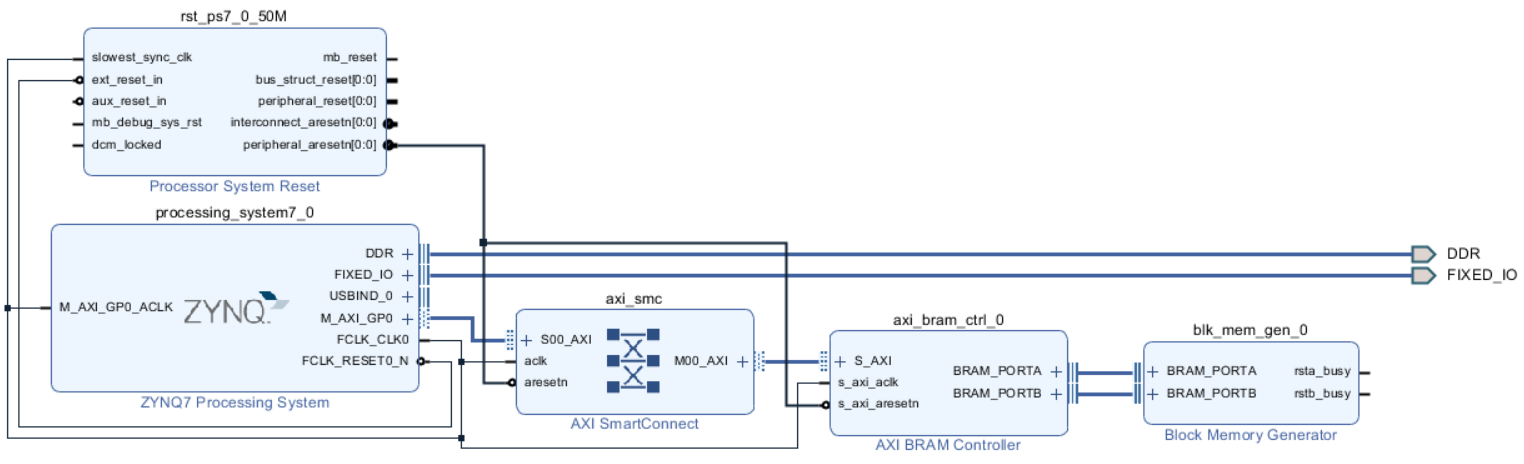 rst_ps7_0_50M
slowest_sync_clk
ext_reset_in
aux_reset_in
mb_debug_sys_rst
dcm_locked
mb_reset
bus_struct_reset[0:0]
peripheral_reset[0:0]
interconnect_aresetn[0:0]
peripheral_aresetn[0:0]
Processor System Reset
processing_system7_0
M_AXI_GP0_ACLK
ZYNQ
DDR
FIXED_IO
USBIND_0
M_AXI_GP0
FCLK_CLK0
FCLK_RESET0_N
ZYNQ7 Processing System
axi_smc
S00_AXI
aclk
aresetn
M00_AXI
AXI SmartConnect
axi_bram_ctrl_0
S_AXI
s_axi_aclk
s_axi_aresetn
BRAM_PORTA
BRAM_PORTB
AXI BRAM Controller
blk_mem_gen_0
BRAM_PORTA
BRAM_PORTB
rsta_busy
rstb_busy
Block Memory Generator
DDR
FIXED_IO